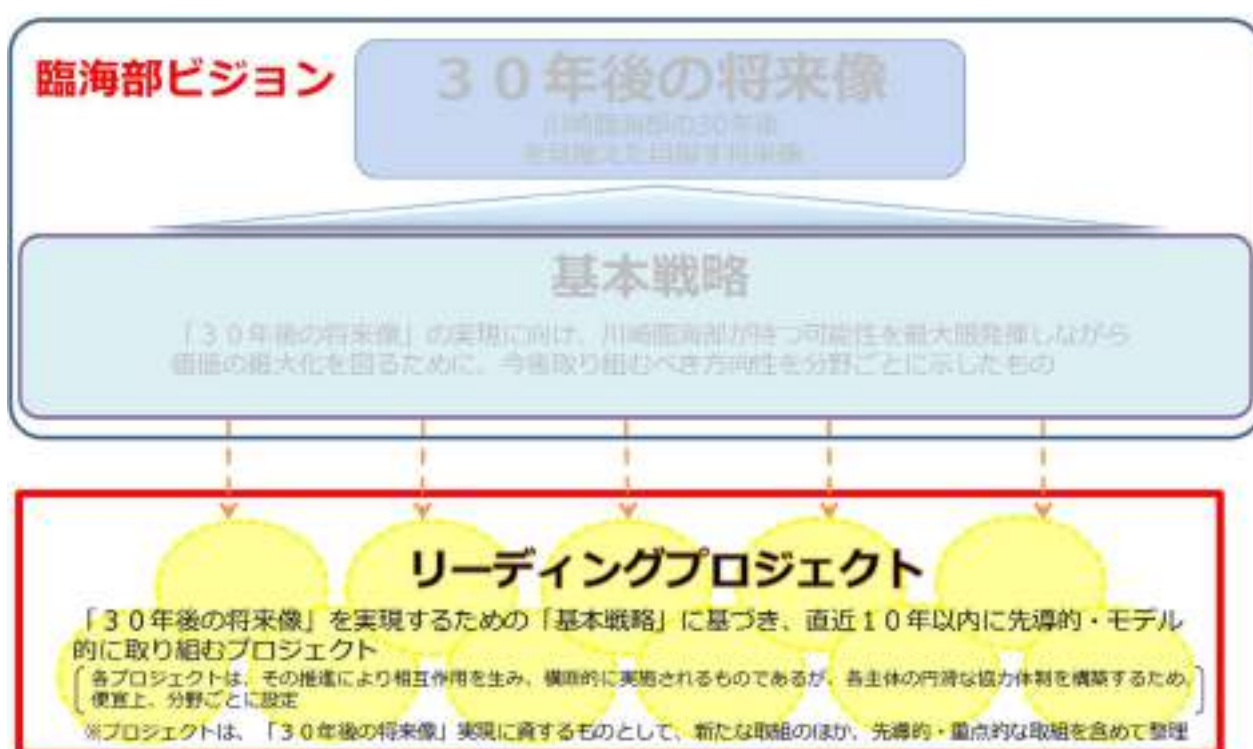 臨海部ビジョン
３０年後の将来像
川崎臨海部の30年後
を見据えた目指す将来像
基本戦略
「３０年後の将来像」の実現に向け、川崎臨海部が持つ可能性を最大限発揮しながら
価値の最大化を図るために、今後取り組むべき方向性を分野ごとに示したもの
リーディングプロジェクト
「３０年後の将来像」を実現するための「基本戦略」に基づき、直近１０年以内に先導的・モデル
的に取り組むプロジェクト
各プロジェクトは、その推進により相互作用を生み、横断的に実施されるものであるが、各主体の円滑な協力体制を構築するため、
便宜上、分野ごとに設定
※プロジェクトは、「３０年後の将来像」実現に資するものとして、新たな取組のほか、先導的・重点的な取組を含めて整理